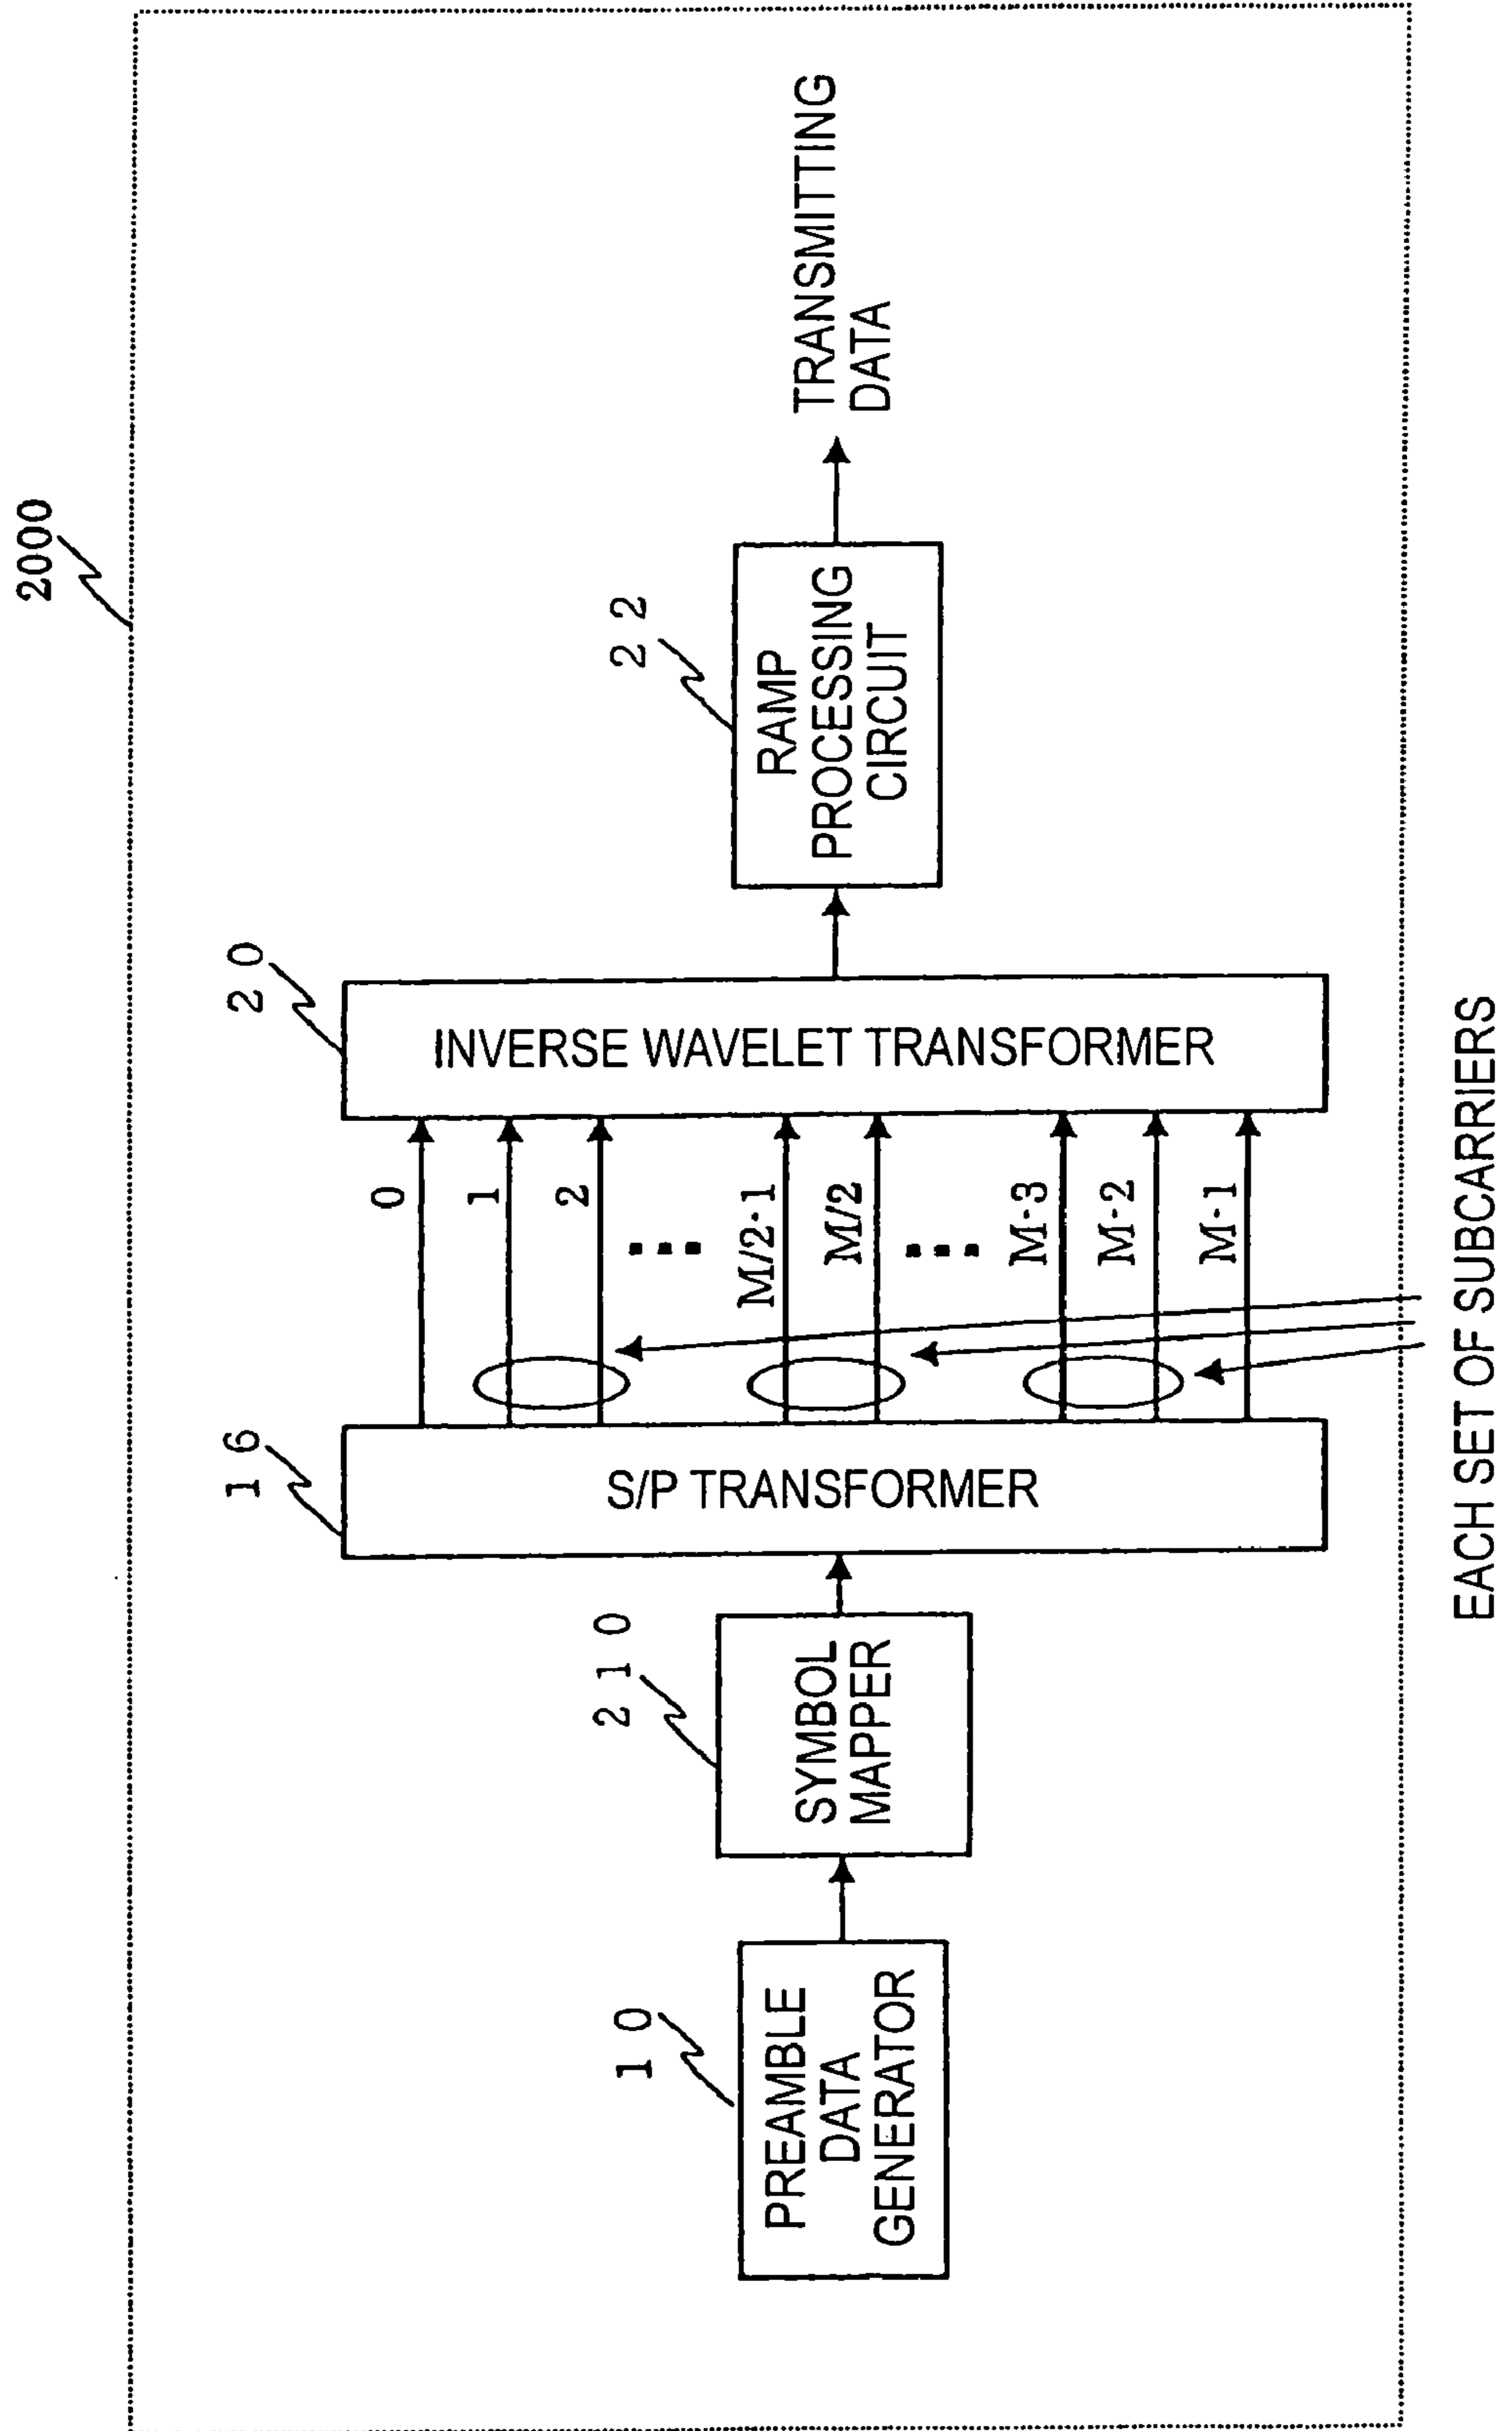 2000
1 0
PREAMBLE
DATA
GENERATOR
2 1 0
SYMBOL
MAPPER
1 6
S/P TRANSFORMER
0
1
2
M/2-1
M/2
M-3
M-2
M-1
2 0
INVERSE WAVELET TRANSFORMER
2 2
RAMP
PROCESSING
CIRCUIT
TRANSMITTING
DATA
EACH SET OF SUBCARRIERS